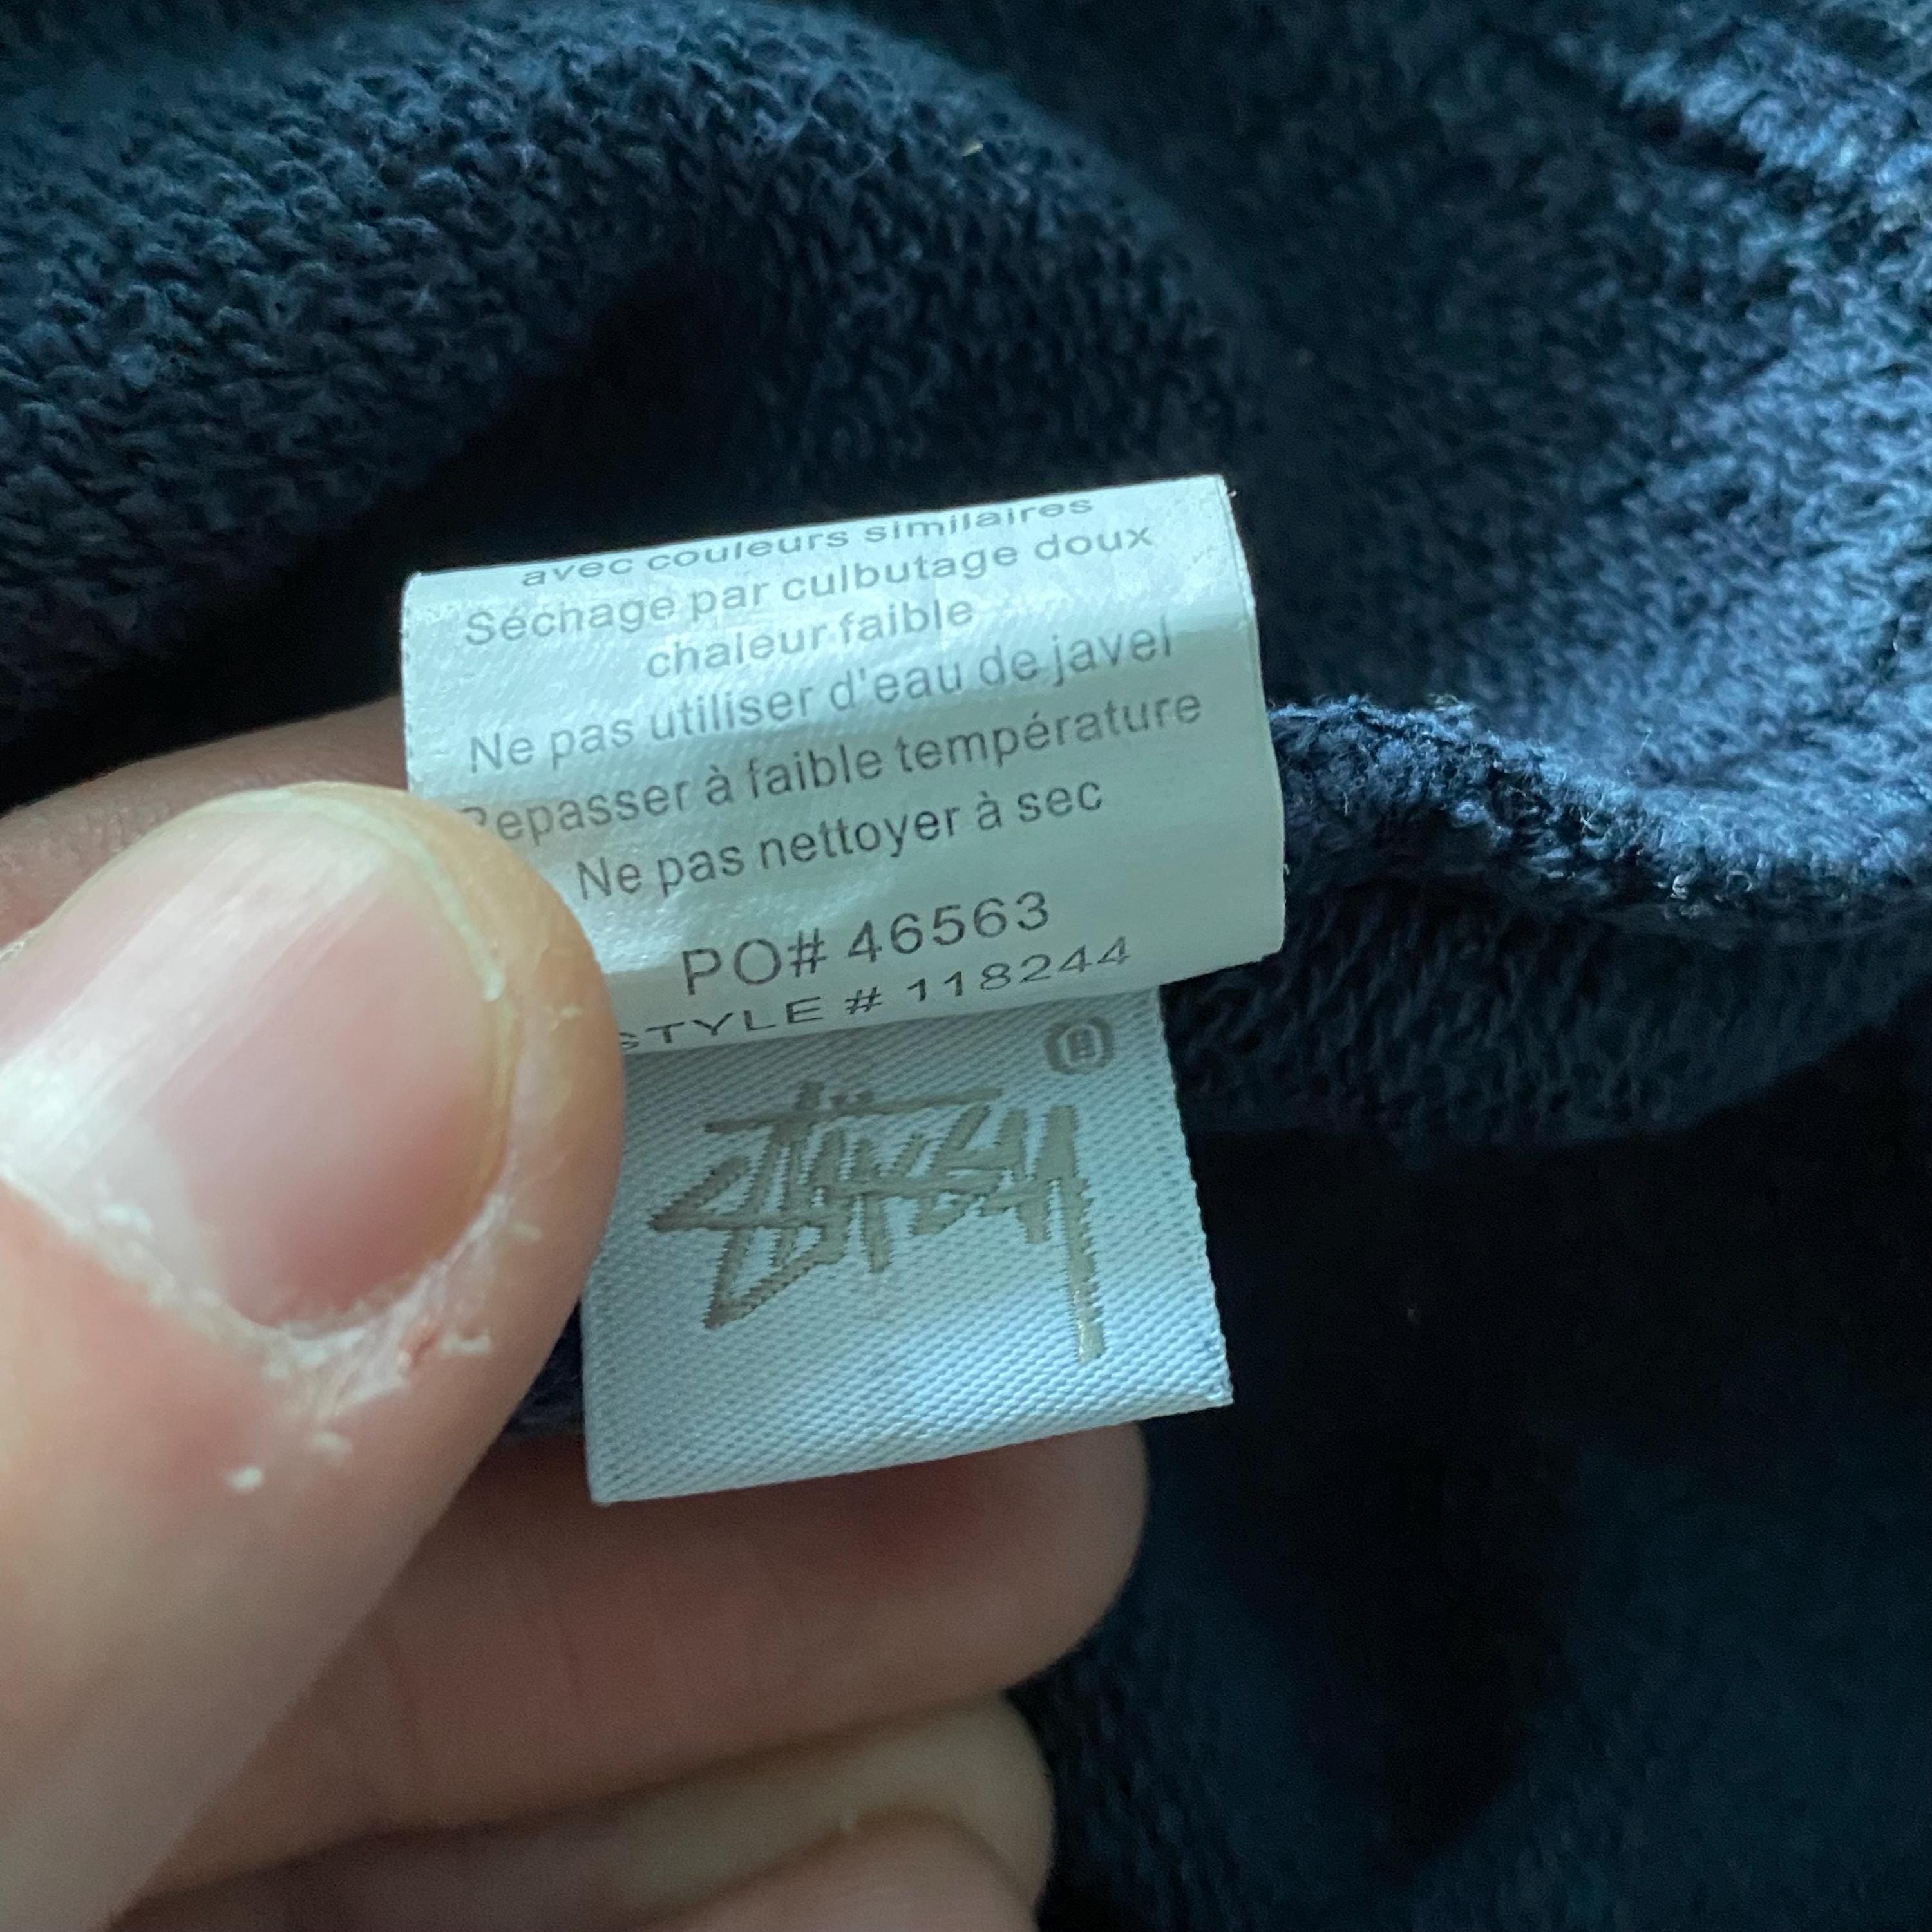 avec couleurs similaires
Séchage par culbutage doux
chaleur faible
Ne pas utiliser d'eau de javel
Repasser à faible température
Ne pas nettoyer à sec
PO# 46563
STYLE # 118244
®
Stüssy